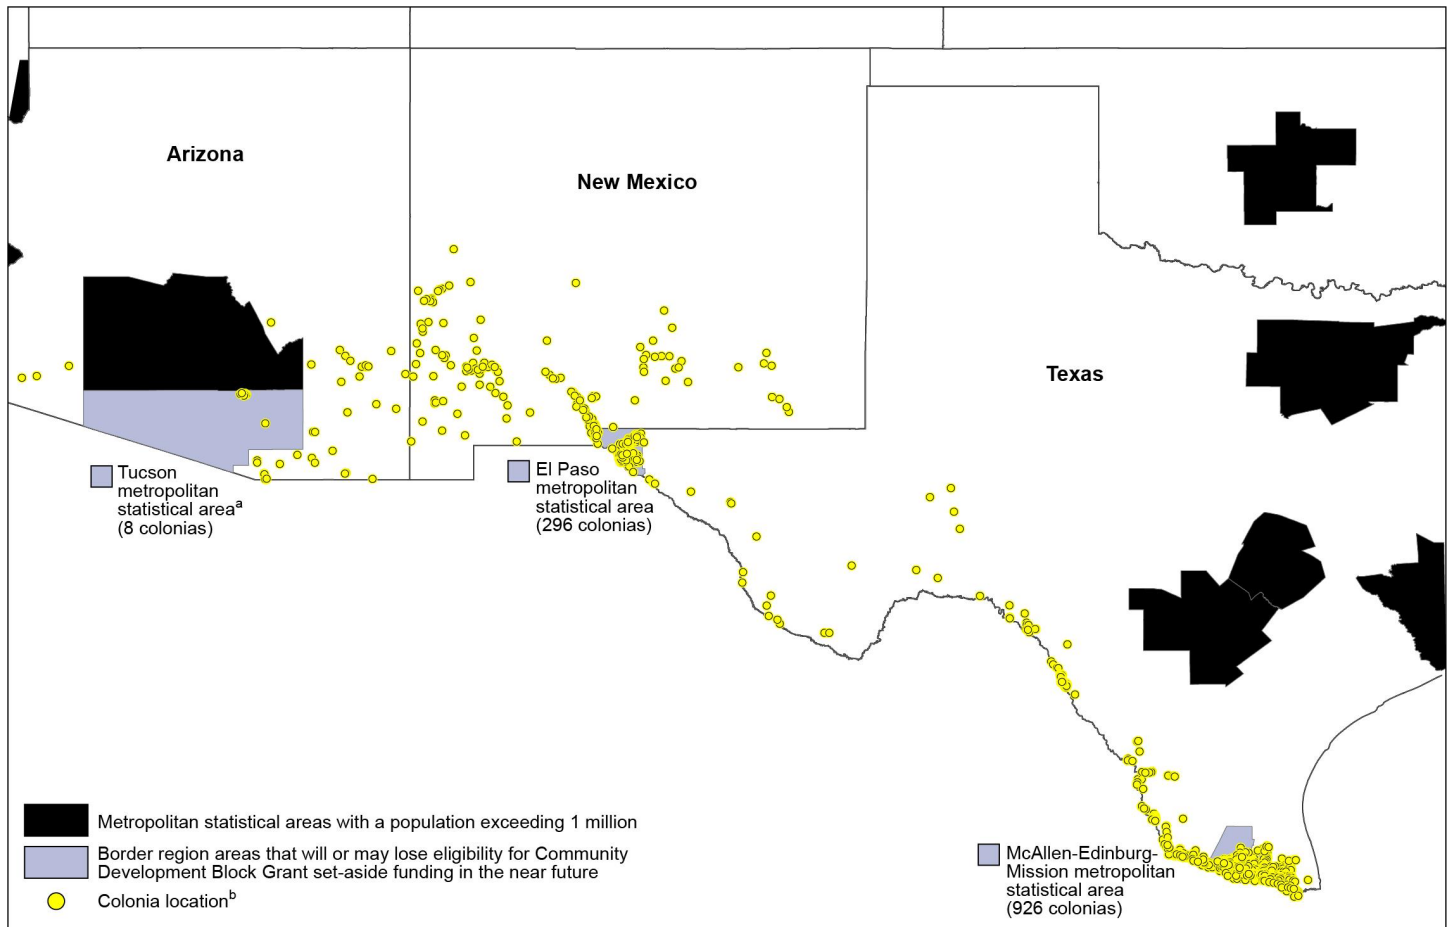 Arizona
New Mexico
Texas
Tucson
metropolitan
statistical areaa
(8 colonias)
El Paso
metropolitan
statistical area
(296 colonias)
McAllen-Edinburg-
Mission metropolitan
statistical area
(926 colonias)
Metropolitan statistical areas with a population exceeding 1 million
Border region areas that will or may lose eligibility for Community
Development Block Grant set-aside funding in the near future
Colonia locationb